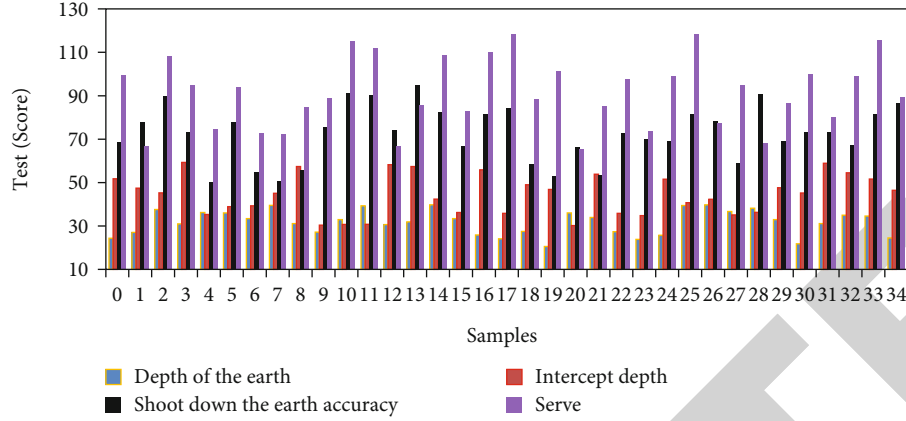 130
110
90
70
50
30
10
Test (Score)
0 1 2 3 4 5 6 7 8 9 10 11 12 13 14 15 16 17 18 19 20 21 22 23 24 25 26 27 28 29 30 31 32 33 34
Samples
Depth of the earth Intercept depth
Shoot down the earth accuracy Serve